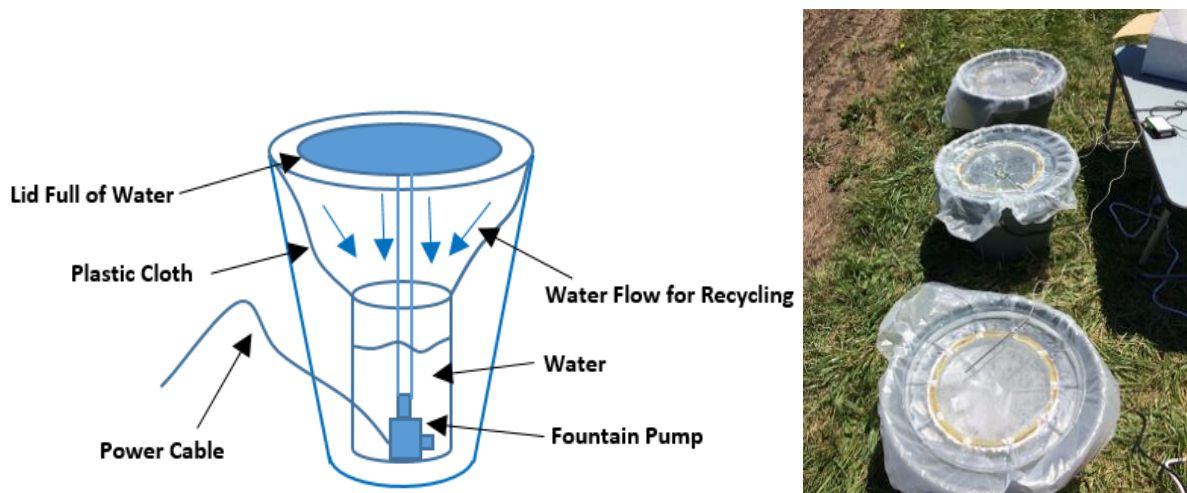 Lid Full of Water
Plastic Cloth
Water Flow for Recycling
Water
Power Cable
Fountain Pump